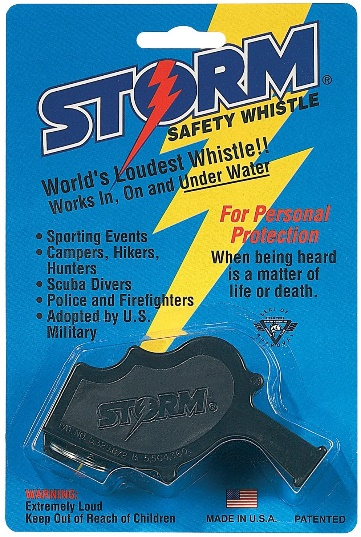 STORM®
SAFETY WHISTLE
World's Loudest Whistle!!
Works In, On and Under Water
For Personal
Protection
When being heard
is a matter of
life or death.
• Sporting Events
• Campers, Hikers,
Hunters
• Scuba Divers
• Police and Firefighters
• Adopted by U.S.
Military
SEAL OF
STORM®
WARNING:
Extremely Loud
Keep Out of Reach of Children
MADE IN U.S.A.
PATENTED